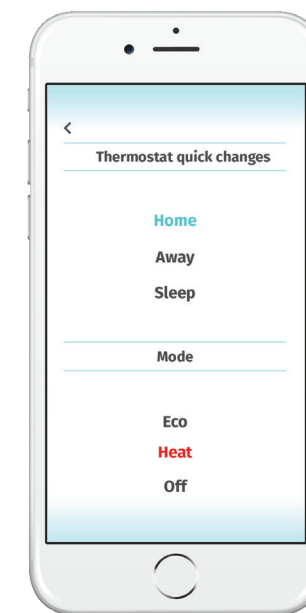 Thermostat quick changes
Home
Away
Sleep
Mode
Eco
Heat
Off